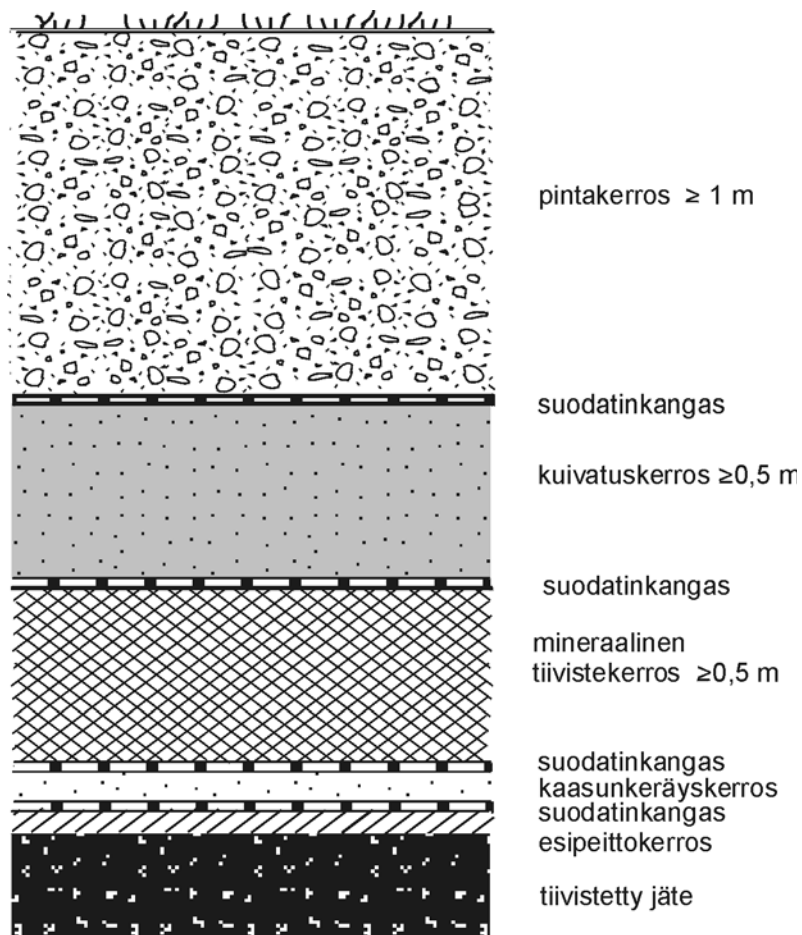 pintakerros ≥ 1 m
suodatinkangas
kuivatuskerros ≥0,5 m
suodatinkangas
mineraalinen
tiivistekerros ≥0,5 m
suodatinkangas
kaasunkeräyskerros
suodatinkangas
esipeittokerros
tiivistetty jäte